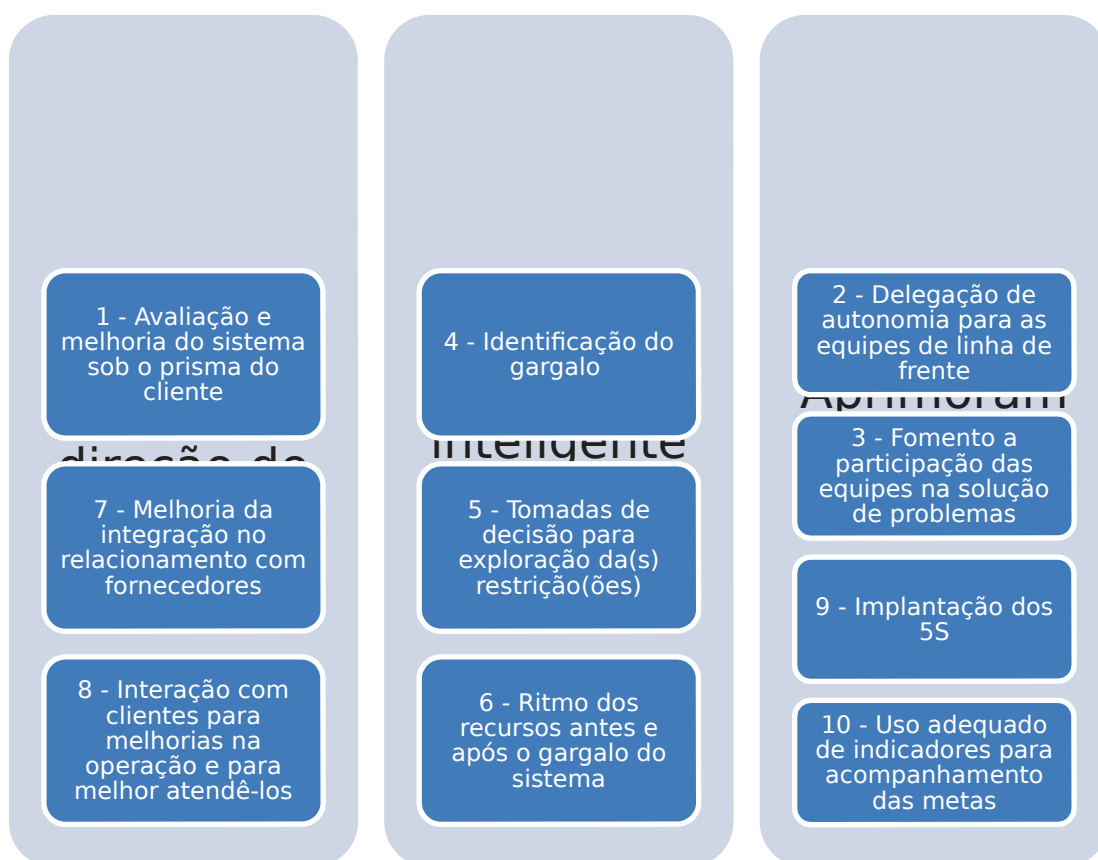 1 - Avaliação e
melhoria do sistema
sob o prisma do
cliente
direção do
7 - Melhoria da
integração no
relacionamento com
fornecedores
8 - Interação com
clientes para
melhorias na
operação e para
melhor atendê-los
4 - Identificação do
gargalo
inteligente
5 - Tomadas de
decisão para
exploração da(s)
restrição(ões)
6 - Ritmo dos
recursos antes e
após o gargalo do
sistema
2 - Delegação de
autonomia para as
equipes de linha de
frente
Aprimoram
3 - Fomento a
participação das
equipes na solução
de problemas
9 - Implantação dos
5S
10 - Uso adequado
de indicadores para
acompanhamento
das metas